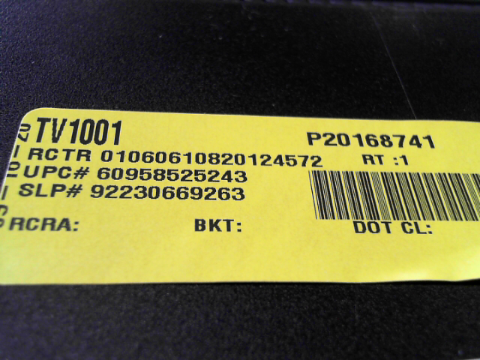 TV1001
P20168741
RCTR 01060610820124572 RT :1
UPC# 60958525243
SLP# 92230669263
RCRA: BKT: DOT CL: